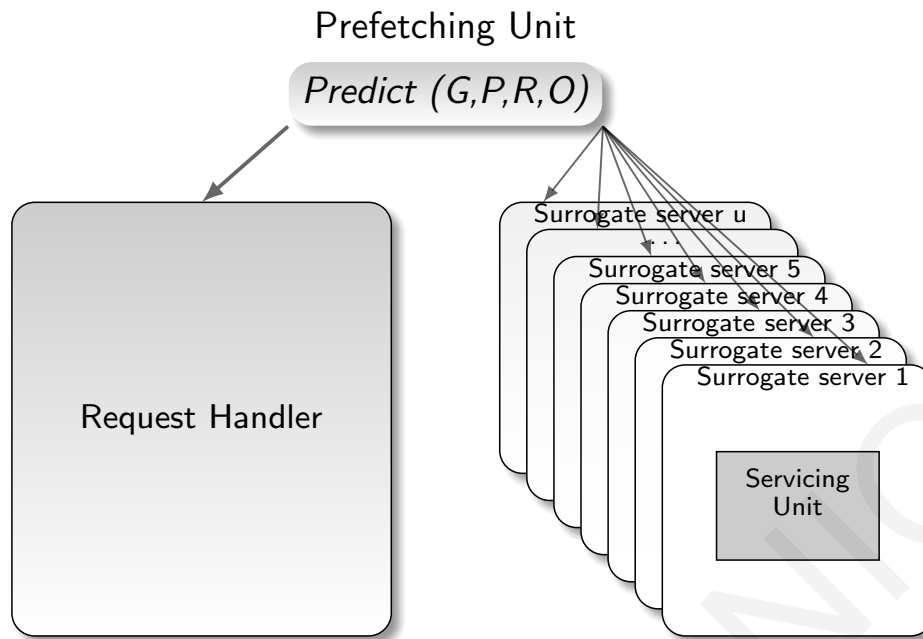 Prefetching Unit
Predict (G,P,R,O)
Request Handler
Surrogate server u
...
Surrogate server 5
Surrogate server 4
Surrogate server 3
Surrogate server 2
Surrogate server 1
Servicing
Unit